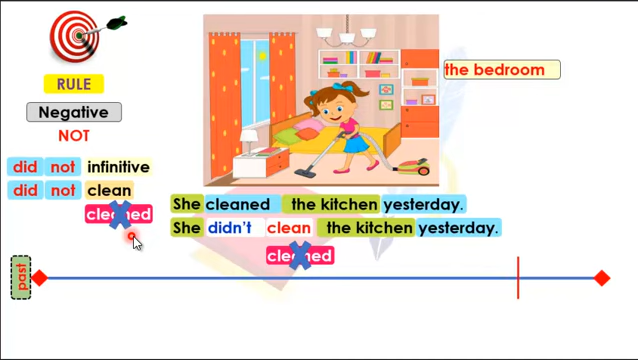 the bedroom
RULE
Negative
NOT
did not infinitive
did not clean
cleaned
She cleaned the kitchen yesterday.
She didn't clean the kitchen yesterday.
cleaned
past